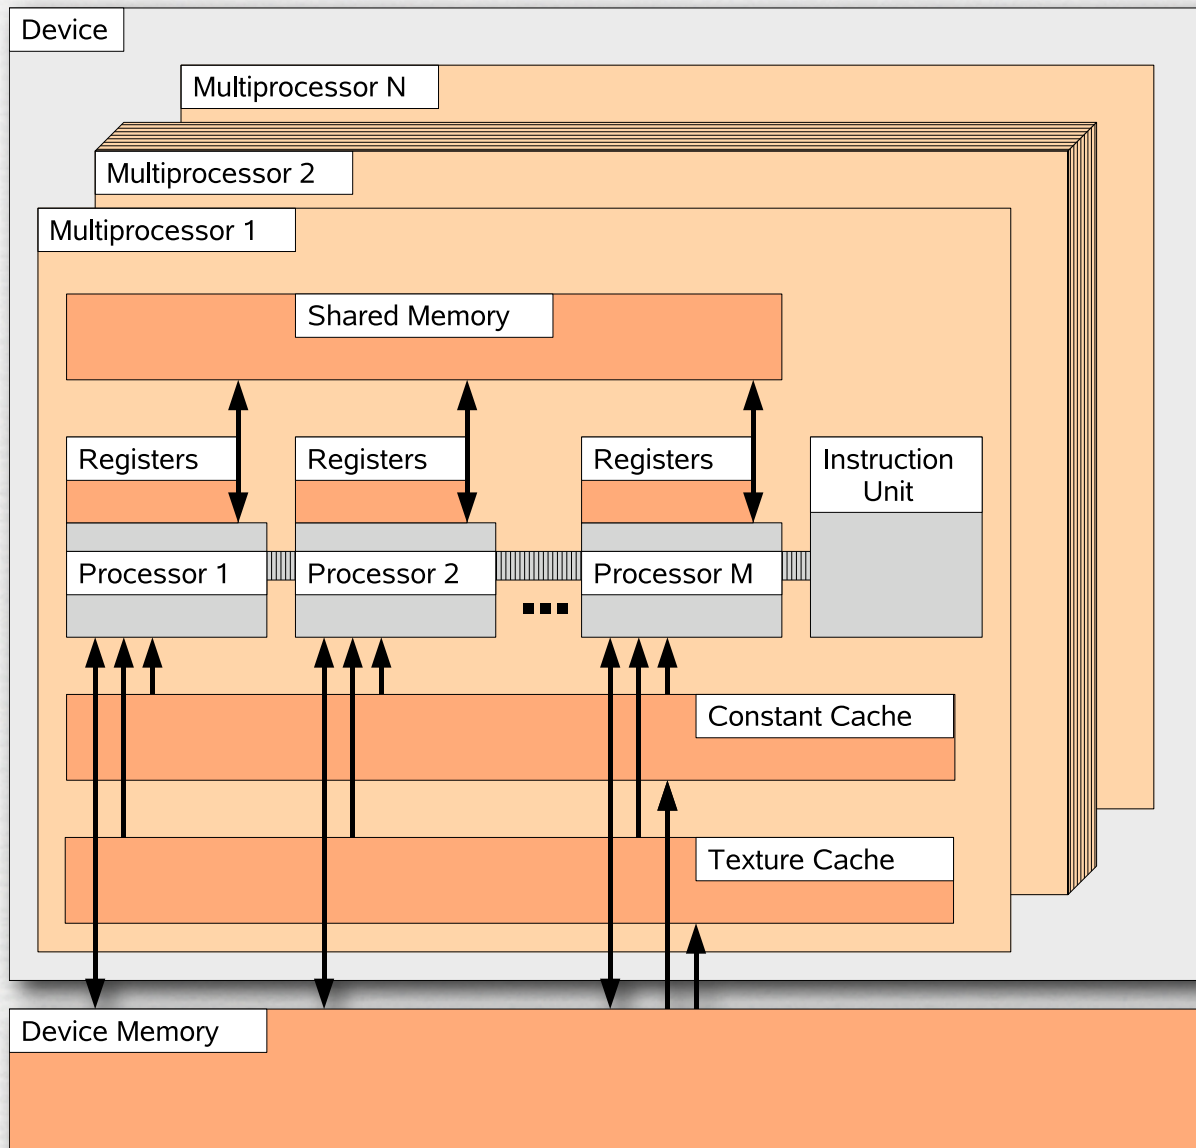 Device
Multiprocessor N
Multiprocessor 2
Multiprocessor 1
Shared Memory
Registers
Registers
Registers
Instruction
Unit
Processor 1
Processor 2
Processor M
Constant Cache
Texture Cache
Device Memory